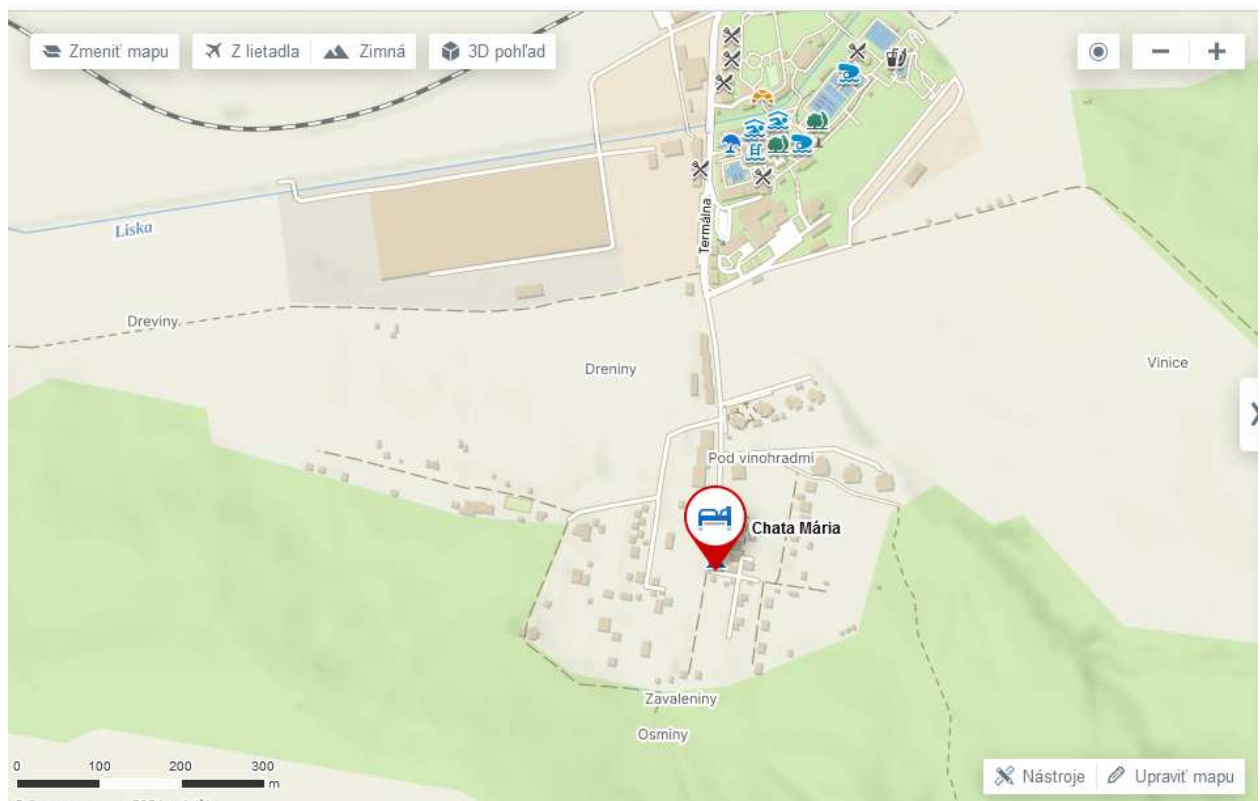 Zmeniť mapu
Z lietadla
Zimná
3D pohľad
Liska
Termálna
Dreviny
Dreniny
Vinice
Pod vinohradmi
Chata Mária
Zavaleniny
Osminy
0 100 200 300
m
Nástroje
Upraviť mapu